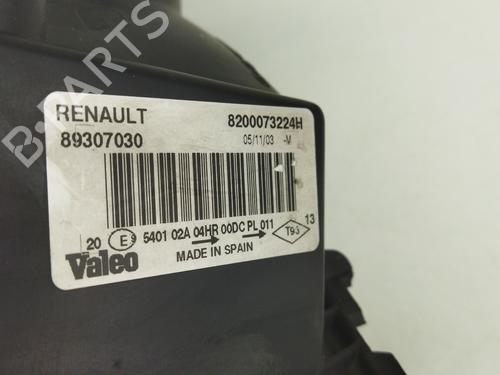 B-PARTS
RENAULT 8200073224H
89307030 05/11/03 -M
20 E9 5401 02A 04HR 00DC PL 011 T93 13
Valeo MADE IN SPAIN